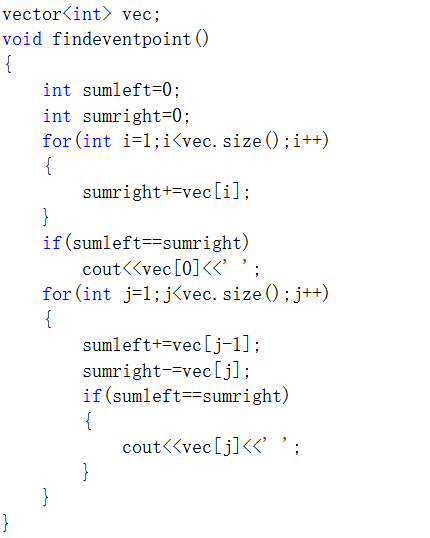 vector<int> vec;
void findeventpoint()
{
    int sumleft=0;
    int sumright=0;
    for(int i=1;i<vec.size();i++)
    {
        sumright+=vec[i];
    }
    if(sumleft==sumright)
        cout<<vec[0]<<' ';
    for(int j=1;j<vec.size();j++)
    {
        sumleft+=vec[j-1];
        sumright-=vec[j];
        if(sumleft==sumright)
        {
            cout<<vec[j]<<' ';
        }
    }
}